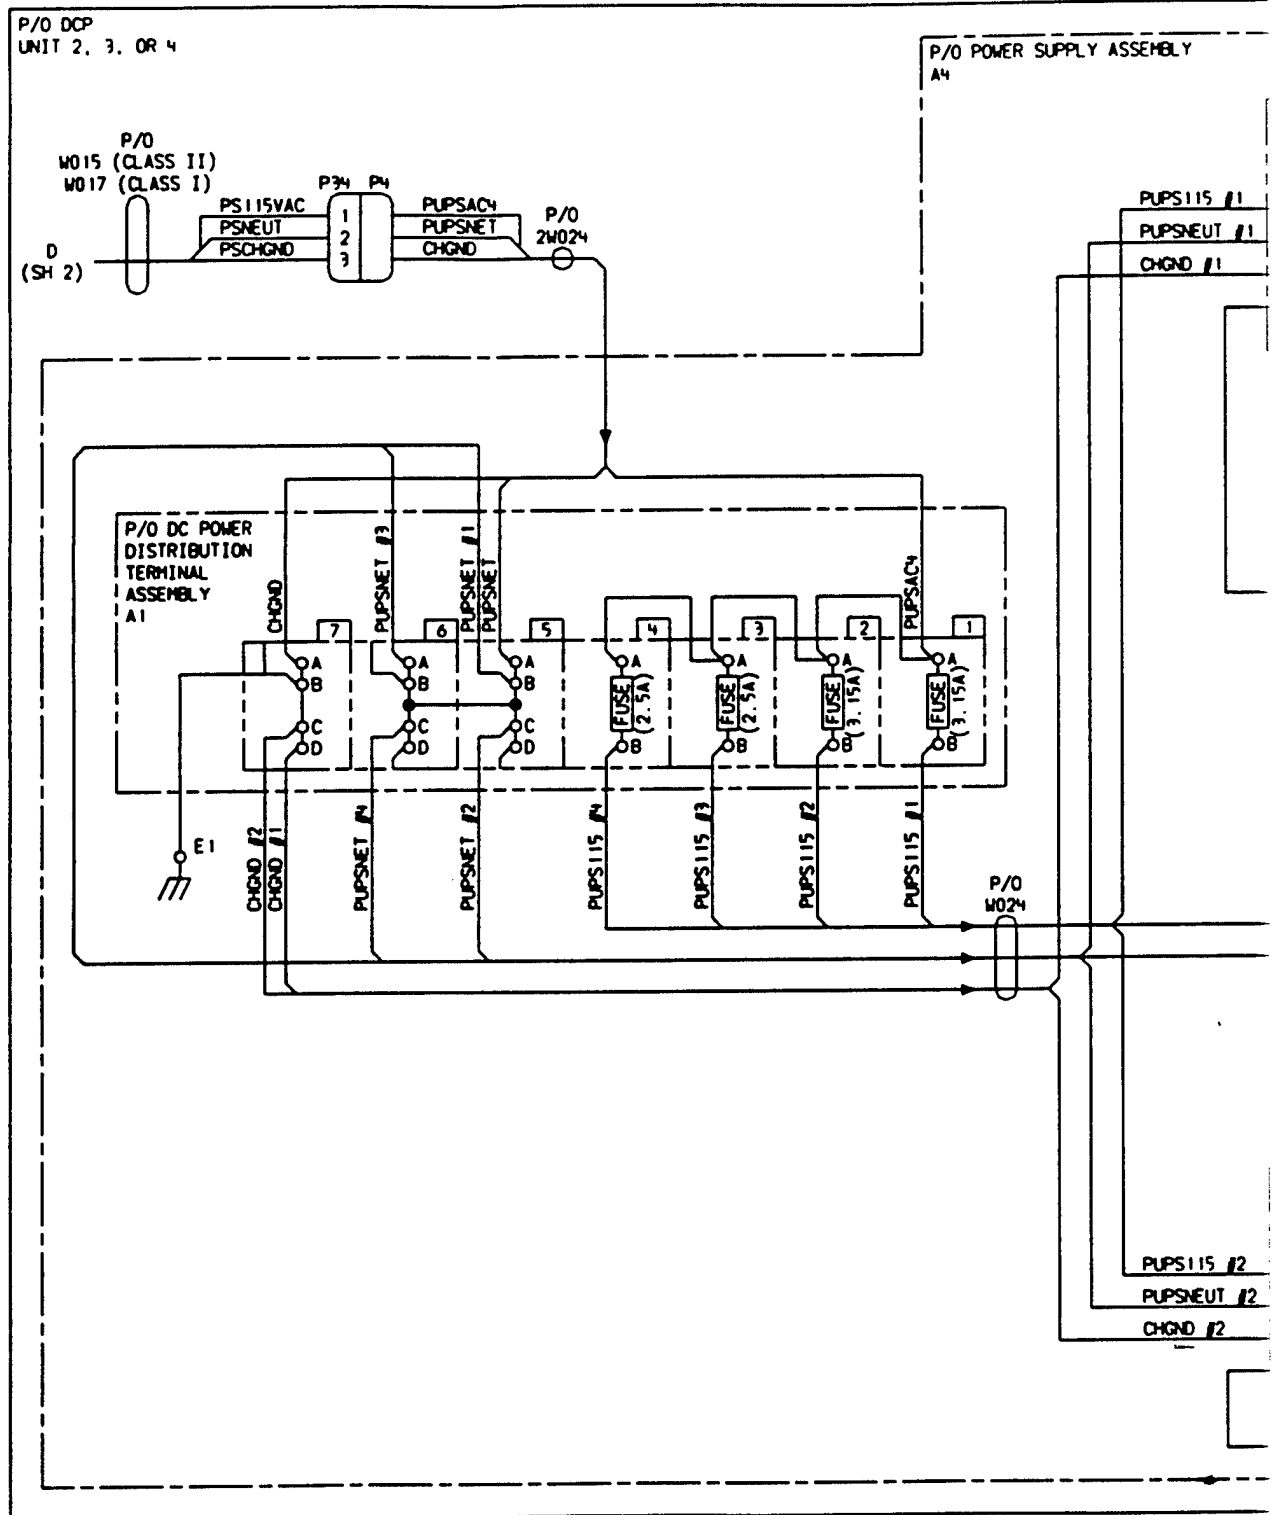 P/O DCP
UNIT 2, 3, OR 4
P/O POWER SUPPLY ASSEMBLY
A4
P/O
W015 (CLASS II)
W017 (CLASS I)
P34 P4
PS115VAC 1 PUPSAC4
PSNEUT 2 PUPSNET
PSCHGND 3 CHGND
P/O
2W024
D
(SH 2)
PUPS115 #1
PUPSNEUT #1
CHGND #1
P/O DC POWER
DISTRIBUTION
TERMINAL
ASSEMBLY
A1
CHGND
PUPSNET #3
PUPSNET #1
PUPSNET
PUPSAC4
7 6 5 4 3 2 1
A A A A A A A
B B B
FUSE (2.5A) FUSE (2.5A) FUSE (3.15A) FUSE (3.15A)
C C C
D D D B B B B
E1
CHGND #2
CHGND #1
PUPSNET #4
PUPSNET #2
PUPS115 #4
PUPS115 #3
PUPS115 #2
PUPS115 #1
P/O
W024
PUPS115 #2
PUPSNEUT #2
CHGND #2